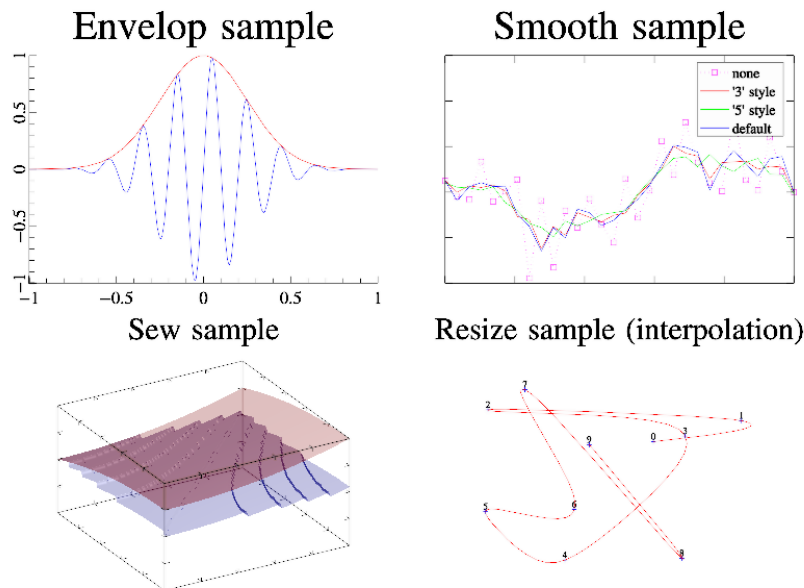 Envelop sample
Smooth sample
1
0.5
0
−0.5
−1
−1
−0.5
0
0.5
1
none
'3' style
'5' style
default
Sew sample
Resize sample (interpolation)
7
2
1
3
9
0
5
6
4
8